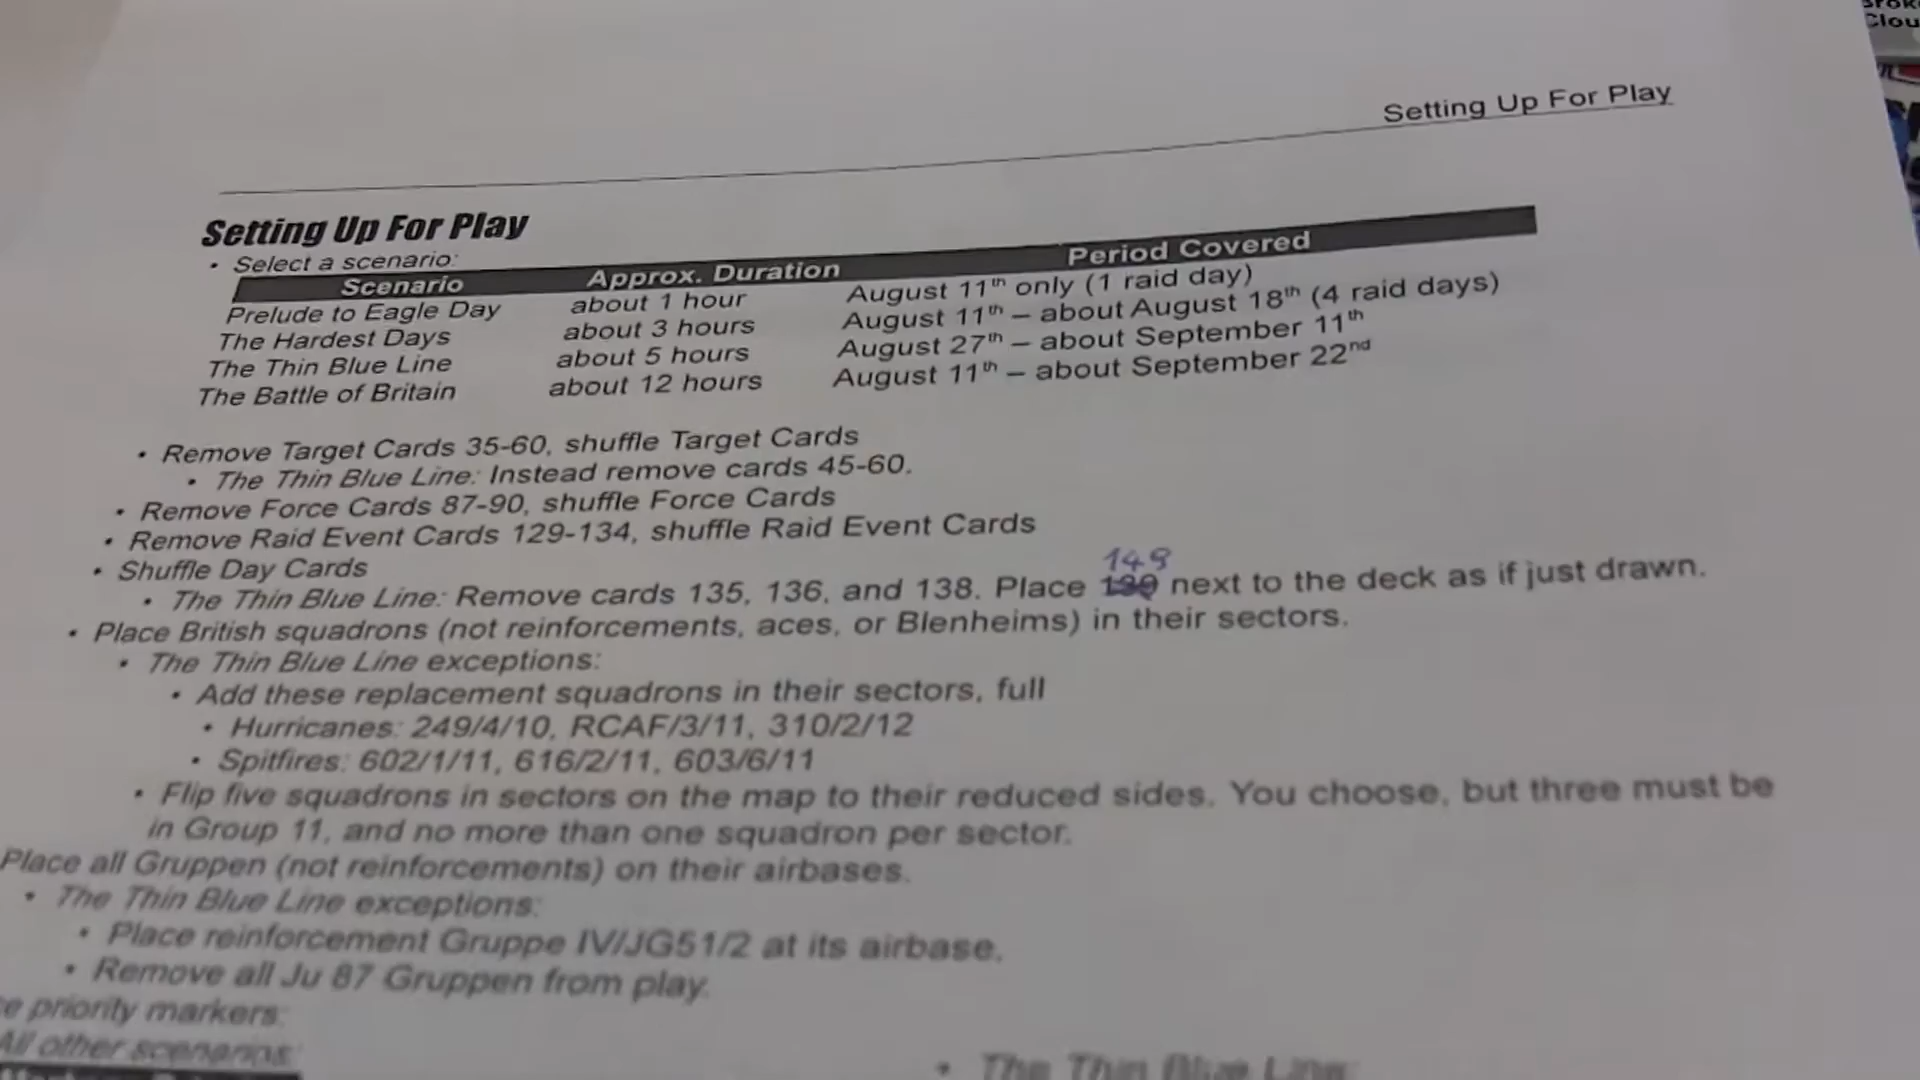 Clou
Setting Up For Play
Setting Up For Play
• Select a scenario:
Scenario Approx. Duration Period Covered
Prelude to Eagle Day about 1 hour August 11th only (1 raid day)
The Hardest Days about 3 hours August 11th – about August 18th (4 raid days)
The Thin Blue Line about 5 hours August 27th – about September 11th
The Battle of Britain about 12 hours August 11th – about September 22nd
• Remove Target Cards 35-60, shuffle Target Cards
• The Thin Blue Line: Instead remove cards 45-60.
• Remove Force Cards 87-90, shuffle Force Cards
• Remove Raid Event Cards 129-134, shuffle Raid Event Cards
• Shuffle Day Cards
149
• The Thin Blue Line: Remove cards 135, 136, and 138. Place 139 next to the deck as if just drawn.
• Place British squadrons (not reinforcements, aces, or Blenheims) in their sectors.
• The Thin Blue Line exceptions:
• Add these replacement squadrons in their sectors, full
• Hurricanes: 249/4/10, RCAF/3/11, 310/2/12
• Spitfires: 602/1/11, 616/2/11, 603/6/11
• Flip five squadrons in sectors on the map to their reduced sides. You choose, but three must be
in Group 11, and no more than one squadron per sector.
Place all Gruppen (not reinforcements) on their airbases.
• The Thin Blue Line exceptions:
• Place reinforcement Gruppe IV/JG51/2 at its airbase.
• Remove all Ju 87 Gruppen from play.
e priority markers:
All other scenarios:
• The Thin Blue Line: